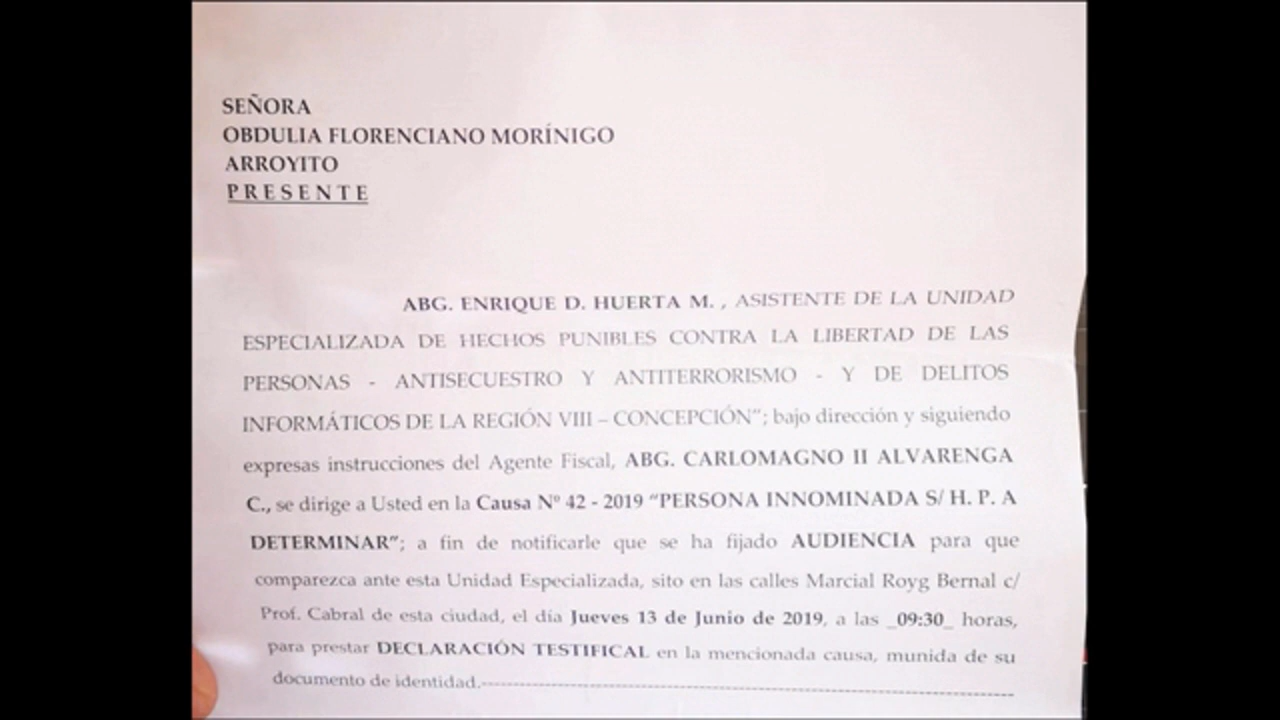 SEÑORA
OBDULIA FLORENCIANO MORÍNIGO
ARROYITO
PRESENTE
ABG. ENRIQUE D. HUERTA M. , ASISTENTE DE LA UNIDAD
ESPECIALIZADA DE HECHOS PUNIBLES CONTRA LA LIBERTAD DE LAS
PERSONAS - ANTISECUESTRO Y ANTITERRORISMO - Y DE DELITOS
INFORMÁTICOS DE LA REGIÓN VIII – CONCEPCIÓN"; bajo dirección y siguiendo
expresas instrucciones del Agente Fiscal, ABG. CARLOMAGNO II ALVARENGA
C., se dirige a Usted en la Causa Nº 42 - 2019 "PERSONA INNOMINADA S/ H. P. A
DETERMINAR"; a fin de notificarle que se ha fijado AUDIENCIA para que
comparezca ante esta Unidad Especializada, sito en las calles Marcial Royg Bernal c/
Prof. Cabral de esta ciudad, el día Jueves 13 de Junio de 2019, a las _09:30_ horas,
para prestar DECLARACIÓN TESTIFICAL en la mencionada causa, munida de su
documento de identidad.--------------------------------------------------------------------